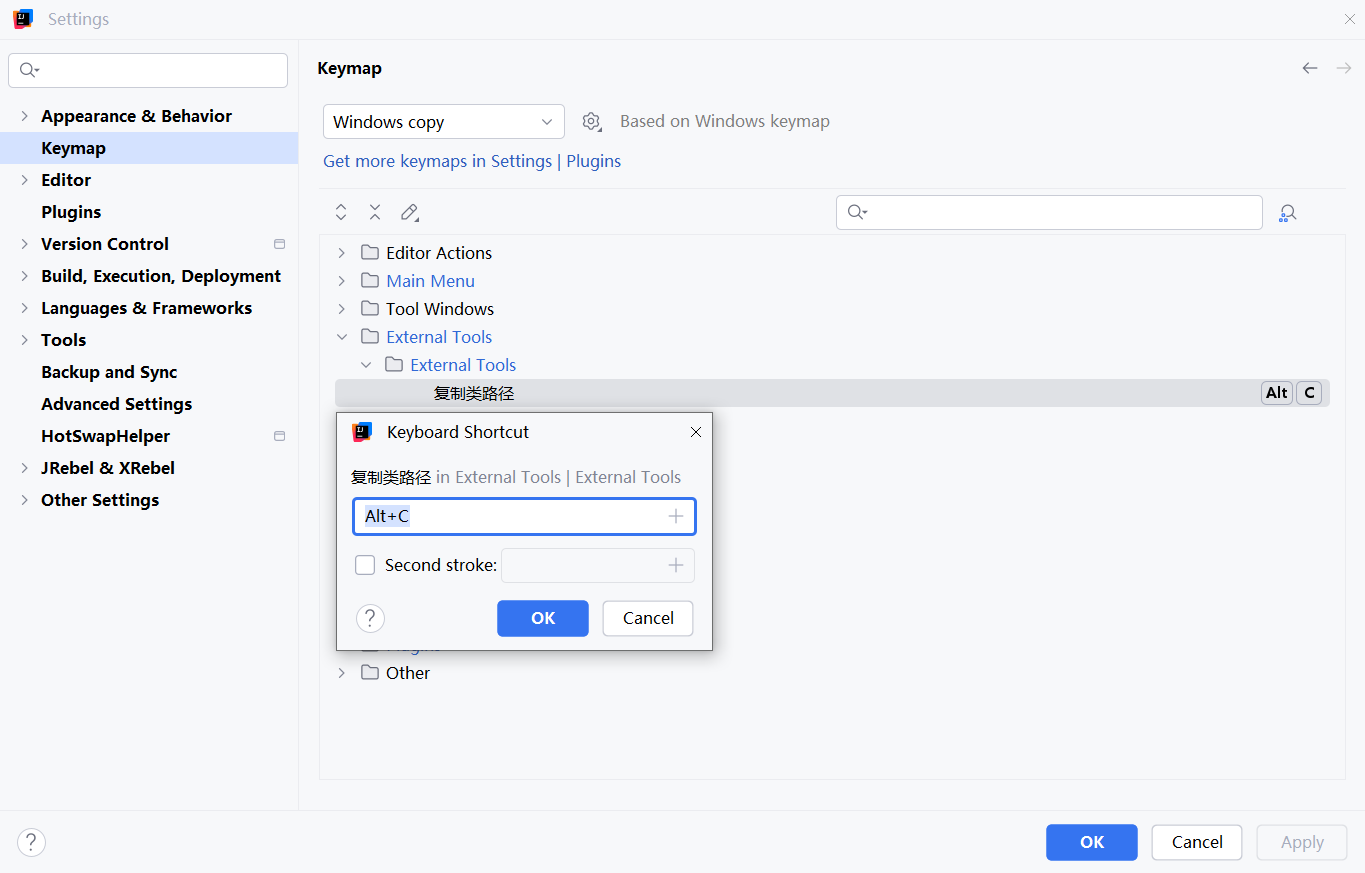 Settings
Keymap
Appearance & Behavior
Keymap
Editor
Plugins
Version Control
Build, Execution, Deployment
Languages & Frameworks
Tools
Backup and Sync
Advanced Settings
HotSwapHelper
JRebel & XRebel
Other Settings
Windows copy
Based on Windows keymap
Get more keymaps in Settings | Plugins
Editor Actions
Main Menu
Tool Windows
External Tools
External Tools
复制类路径 Alt C
Keyboard Shortcut
复制类路径 in External Tools | External Tools
Alt+C
Second stroke:
? OK Cancel
Plugins
Other
? OK Cancel Apply